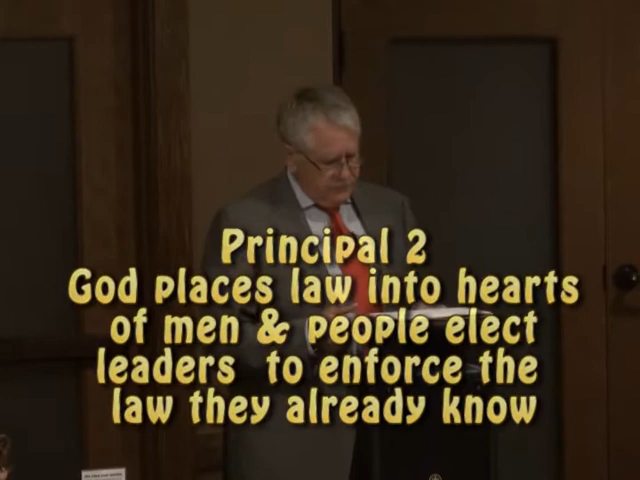 Principal 2
God places law into hearts
of men & people elect
leaders to enforce the
law they already know